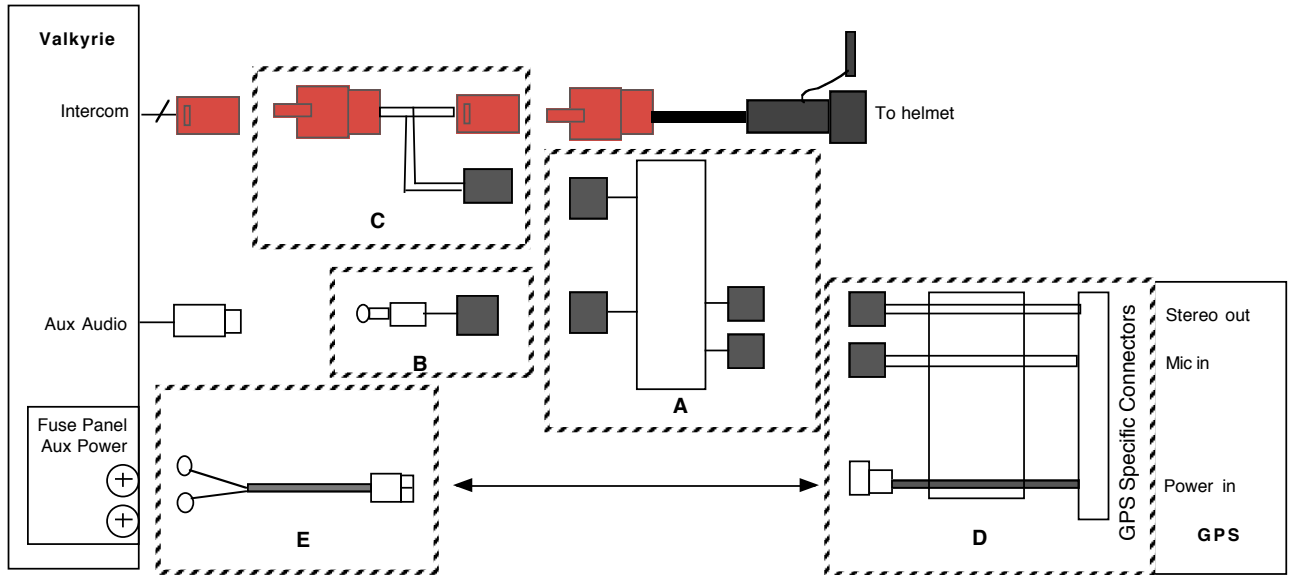 Valkyrie
Intercom
To helmet
C
Aux Audio
B
A
Stereo out
Mic in
GPS Specific Connectors
Fuse Panel
Aux Power
Power in
E
D
GPS